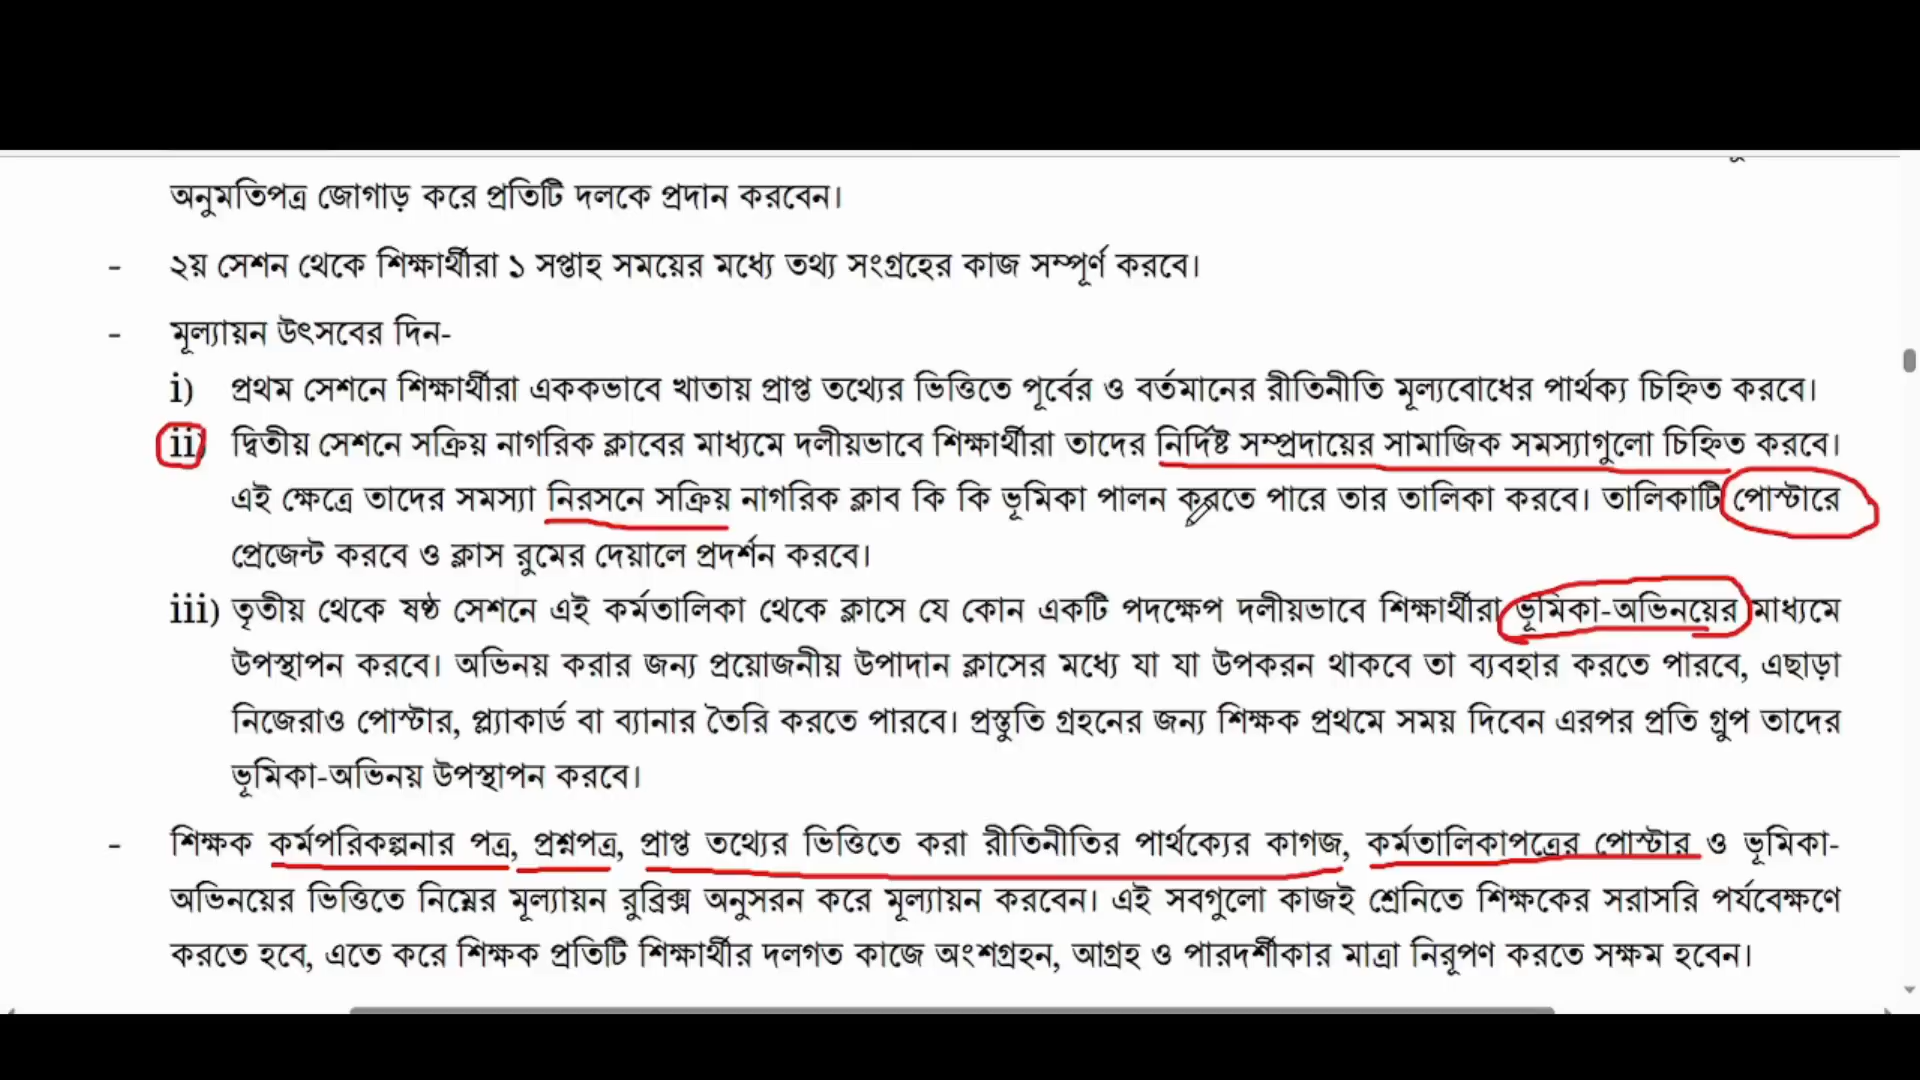 অনুমতিপত্র জোগাড় করে প্রতিটি দলকে প্রদান করবেন।
- ২য় সেশন থেকে শিক্ষার্থীরা ১ সপ্তাহ সময়ের মধ্যে তথ্য সংগ্রহের কাজ সম্পূর্ণ করবে।
- মূল্যায়ন উৎসবের দিন-
i) প্রথম সেশনে শিক্ষার্থীরা এককভাবে খাতায় প্রাপ্ত তথ্যের ভিত্তিতে পূর্বের ও বর্তমানের রীতিনীতি মূল্যবোধের পার্থক্য চিহ্নিত করবে।
ii) দ্বিতীয় সেশনে সক্রিয় নাগরিক ক্লাবের মাধ্যমে দলীয়ভাবে শিক্ষার্থীরা তাদের নির্দিষ্ট সম্প্রদায়ের সামাজিক সমস্যাগুলো চিহ্নিত করবে।
এই ক্ষেত্রে তাদের সমস্যা নিরসনে সক্রিয় নাগরিক ক্লাব কি কি ভূমিকা পালন করতে পারে তার তালিকা করবে। তালিকাটি পোস্টারে
প্রেজেন্ট করবে ও ক্লাস রুমের দেয়ালে প্রদর্শন করবে।
iii) তৃতীয় থেকে ষষ্ঠ সেশনে এই কর্মতালিকা থেকে ক্লাসে যে কোন একটি পদক্ষেপ দলীয়ভাবে শিক্ষার্থীরা ভূমিকা-অভিনয়ের মাধ্যমে
উপস্থাপন করবে। অভিনয় করার জন্য প্রয়োজনীয় উপাদান ক্লাসের মধ্যে যা যা উপকরন থাকবে তা ব্যবহার করতে পারবে, এছাড়া
নিজেরাও পোস্টার, প্ল্যাকার্ড বা ব্যানার তৈরি করতে পারবে। প্রস্তুতি গ্রহনের জন্য শিক্ষক প্রথমে সময় দিবেন এরপর প্রতি গ্রুপ তাদের
ভূমিকা-অভিনয় উপস্থাপন করবে।
- শিক্ষক কর্মপরিকল্পনার পত্র, প্রশ্নপত্র, প্রাপ্ত তথ্যের ভিত্তিতে করা রীতিনীতির পার্থক্যের কাগজ, কর্মতালিকাপত্রের পোস্টার ও ভূমিকা-
অভিনয়ের ভিত্তিতে নিম্নের মূল্যায়ন রুব্রিক্স অনুসরন করে মূল্যায়ন করবেন। এই সবগুলো কাজই শ্রেনিতে শিক্ষকের সরাসরি পর্যবেক্ষণে
করতে হবে, এতে করে শিক্ষক প্রতিটি শিক্ষার্থীর দলগত কাজে অংশগ্রহন, আগ্রহ ও পারদর্শীকার মাত্রা নিরূপণ করতে সক্ষম হবেন।